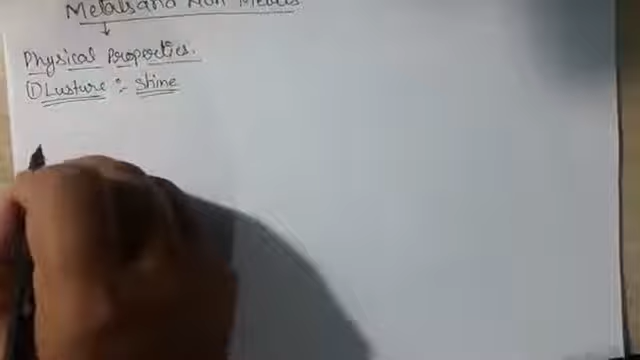 Metals and Non Metals
Physical Properties.
① Lusture :- Shine